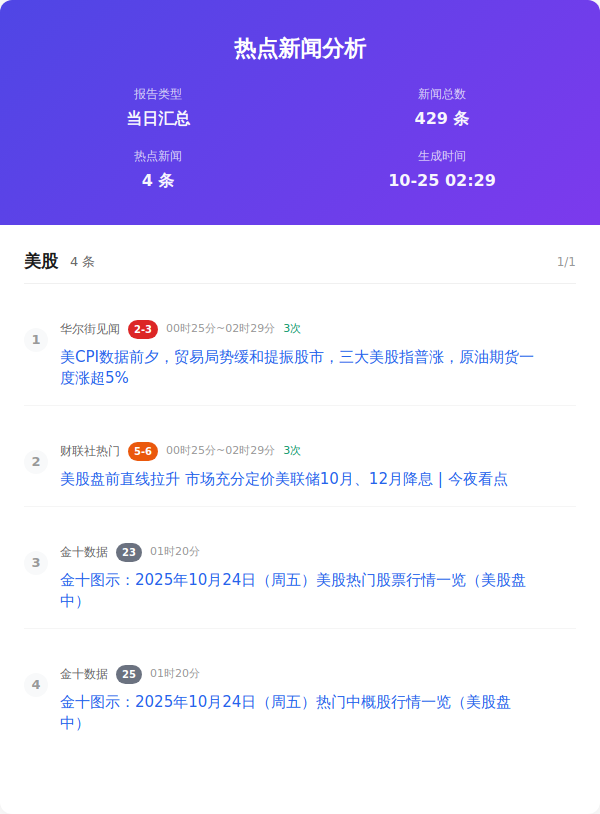 热点新闻分析
报告类型
新闻总数
当日汇总
429 条
热点新闻
生成时间
4 条
10-25 02:29
美股 4 条 1/1
1
华尔街见闻 2-3 00时25分~02时29分 3次
美CPI数据前夕，贸易局势缓和提振股市，三大美股指普涨，原油期货一
度涨超5%
2
财联社热门 5-6 00时25分~02时29分 3次
美股盘前直线拉升 市场充分定价美联储10月、12月降息 | 今夜看点
3
金十数据 23 01时20分
金十图示：2025年10月24日（周五）美股热门股票行情一览（美股盘
中）
4
金十数据 25 01时20分
金十图示：2025年10月24日（周五）热门中概股行情一览（美股盘
中）